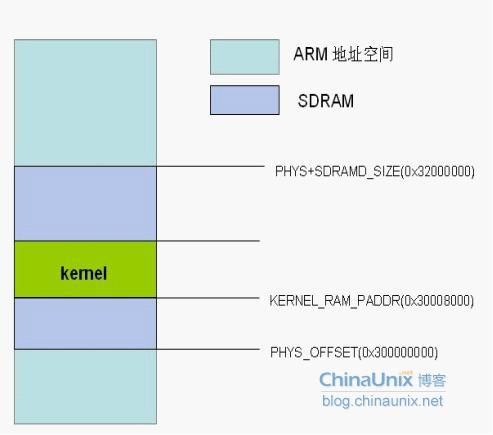 ARM 地址空间
SDRAM
PHYS+SDRAMD_SIZE(0x32000000)
kernel
KERNEL_RAM_PADDR(0x30008000)
PHYS_OFFSET(0x300000000)
ChinaUnix.net 博客
blog.chinaunix.net